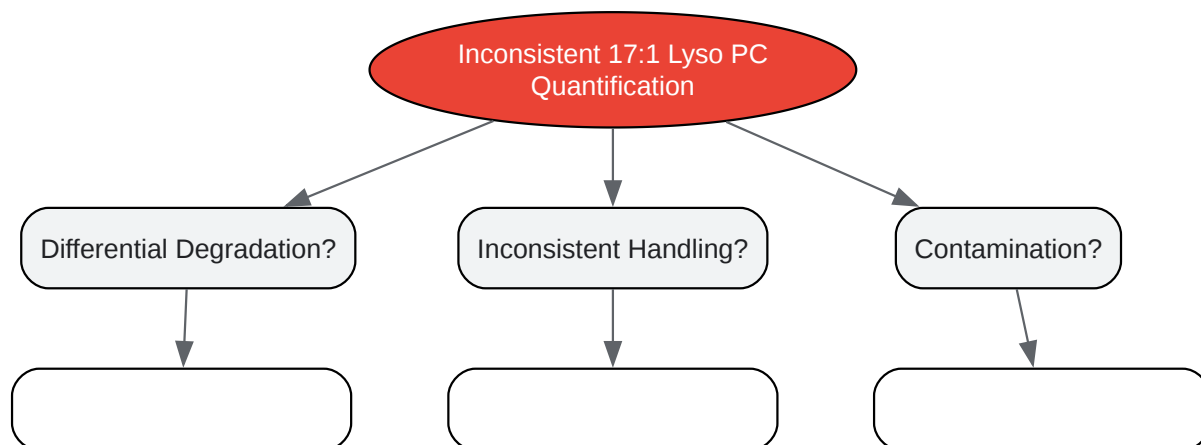 Inconsistent 17:1 Lyso PC
Quantification
Differential Degradation?
Inconsistent Handling?
Contamination?